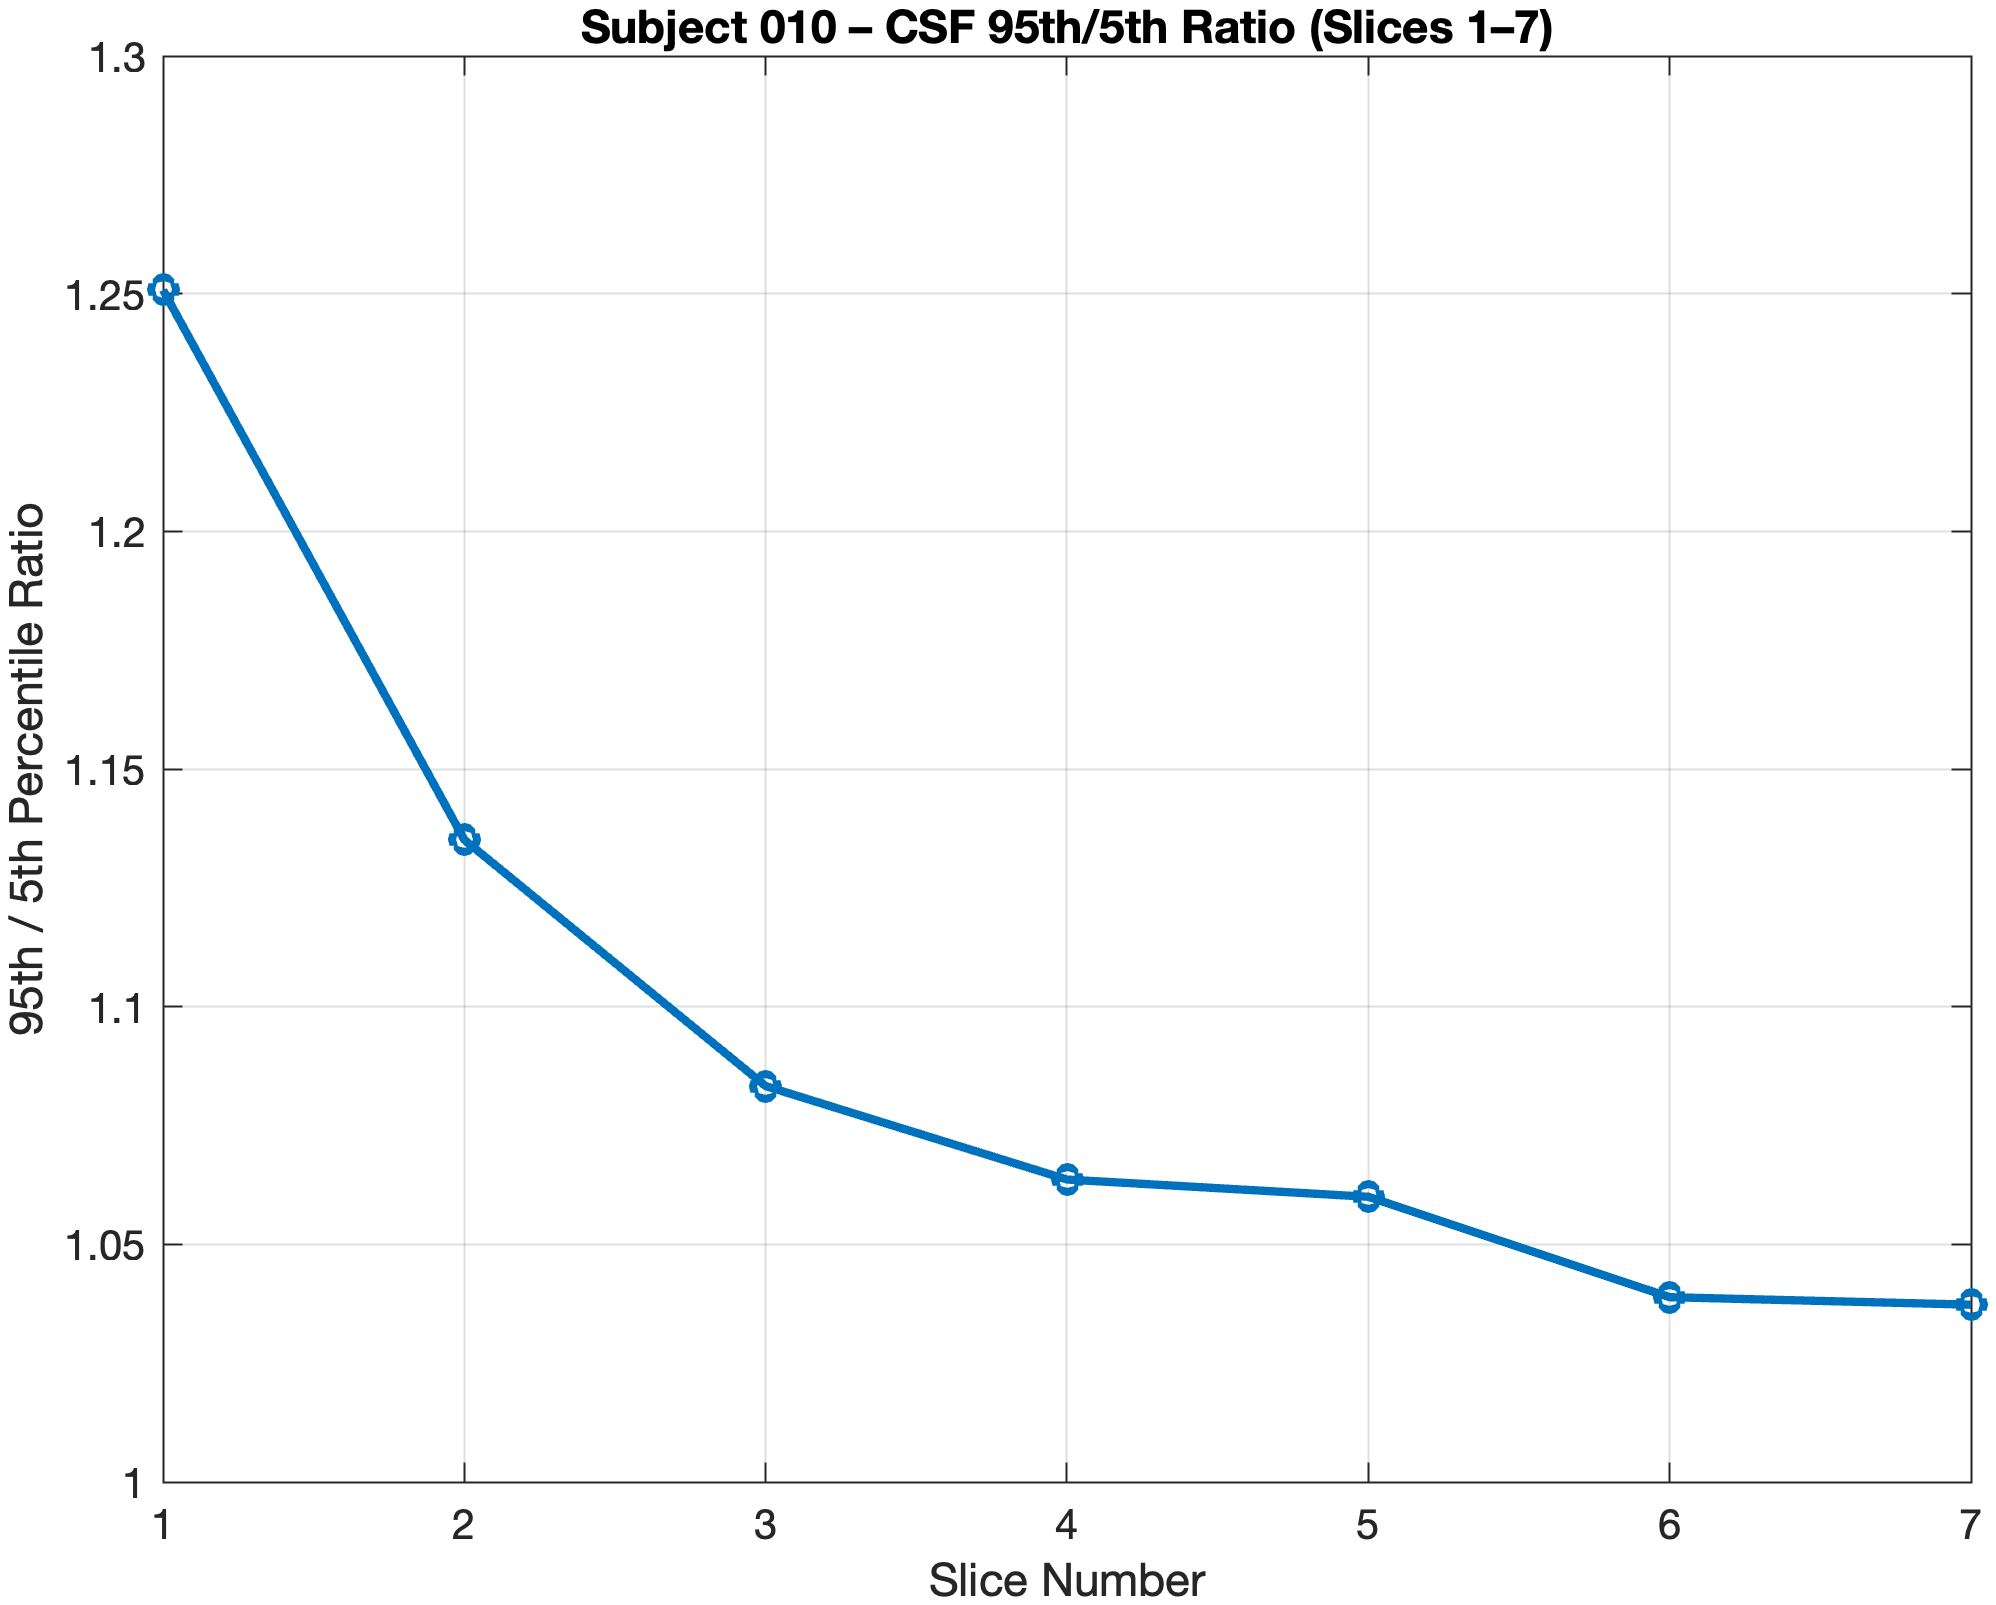 Subject 010 – CSF 95th/5th Ratio (Slices 1–7)
1.3
1.25
1.2
1.15
1.1
1.05
1
95th / 5th Percentile Ratio
1 2 3 4 5 6 7
Slice Number